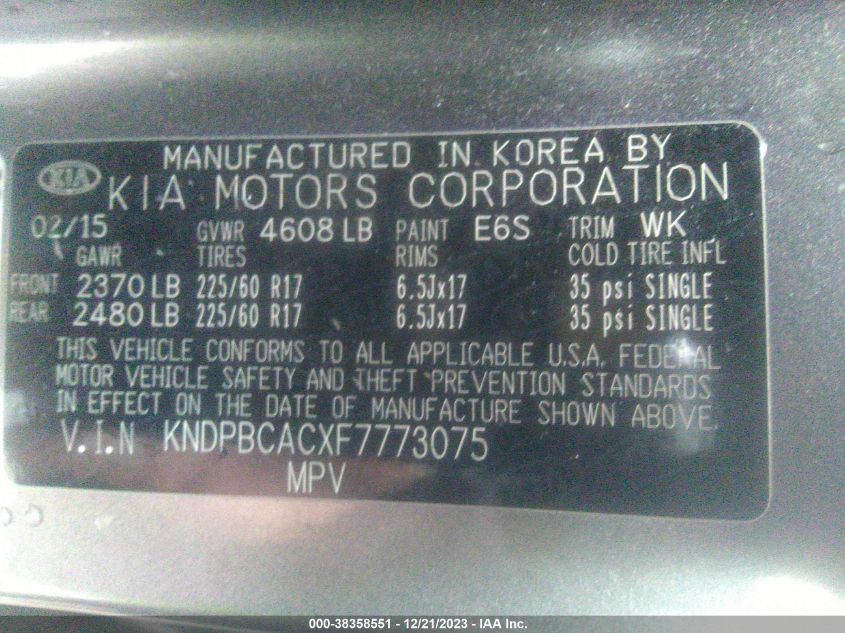 MANUFACTURED IN KOREA BY
KIA KIA MOTORS CORPORATION
02/15 GVWR 4608 LB PAINT E6S TRIM WK
GAWR TIRES RIMS COLD TIRE INFL
FRONT 2370 LB 225/60 R17 6.5Jx17 35 psi SINGLE
REAR 2480 LB 225/60 R17 6.5Jx17 35 psi SINGLE
THIS VEHICLE CONFORMS TO ALL APPLICABLE U.S.A. FEDERAL
MOTOR VEHICLE SAFETY AND THEFT PREVENTION STANDARDS
IN EFFECT ON THE DATE OF MANUFACTURE SHOWN ABOVE.
V.I.N KNDPBCACXF7773075
MPV
000-38358551 - 12/21/2023 - IAA Inc.